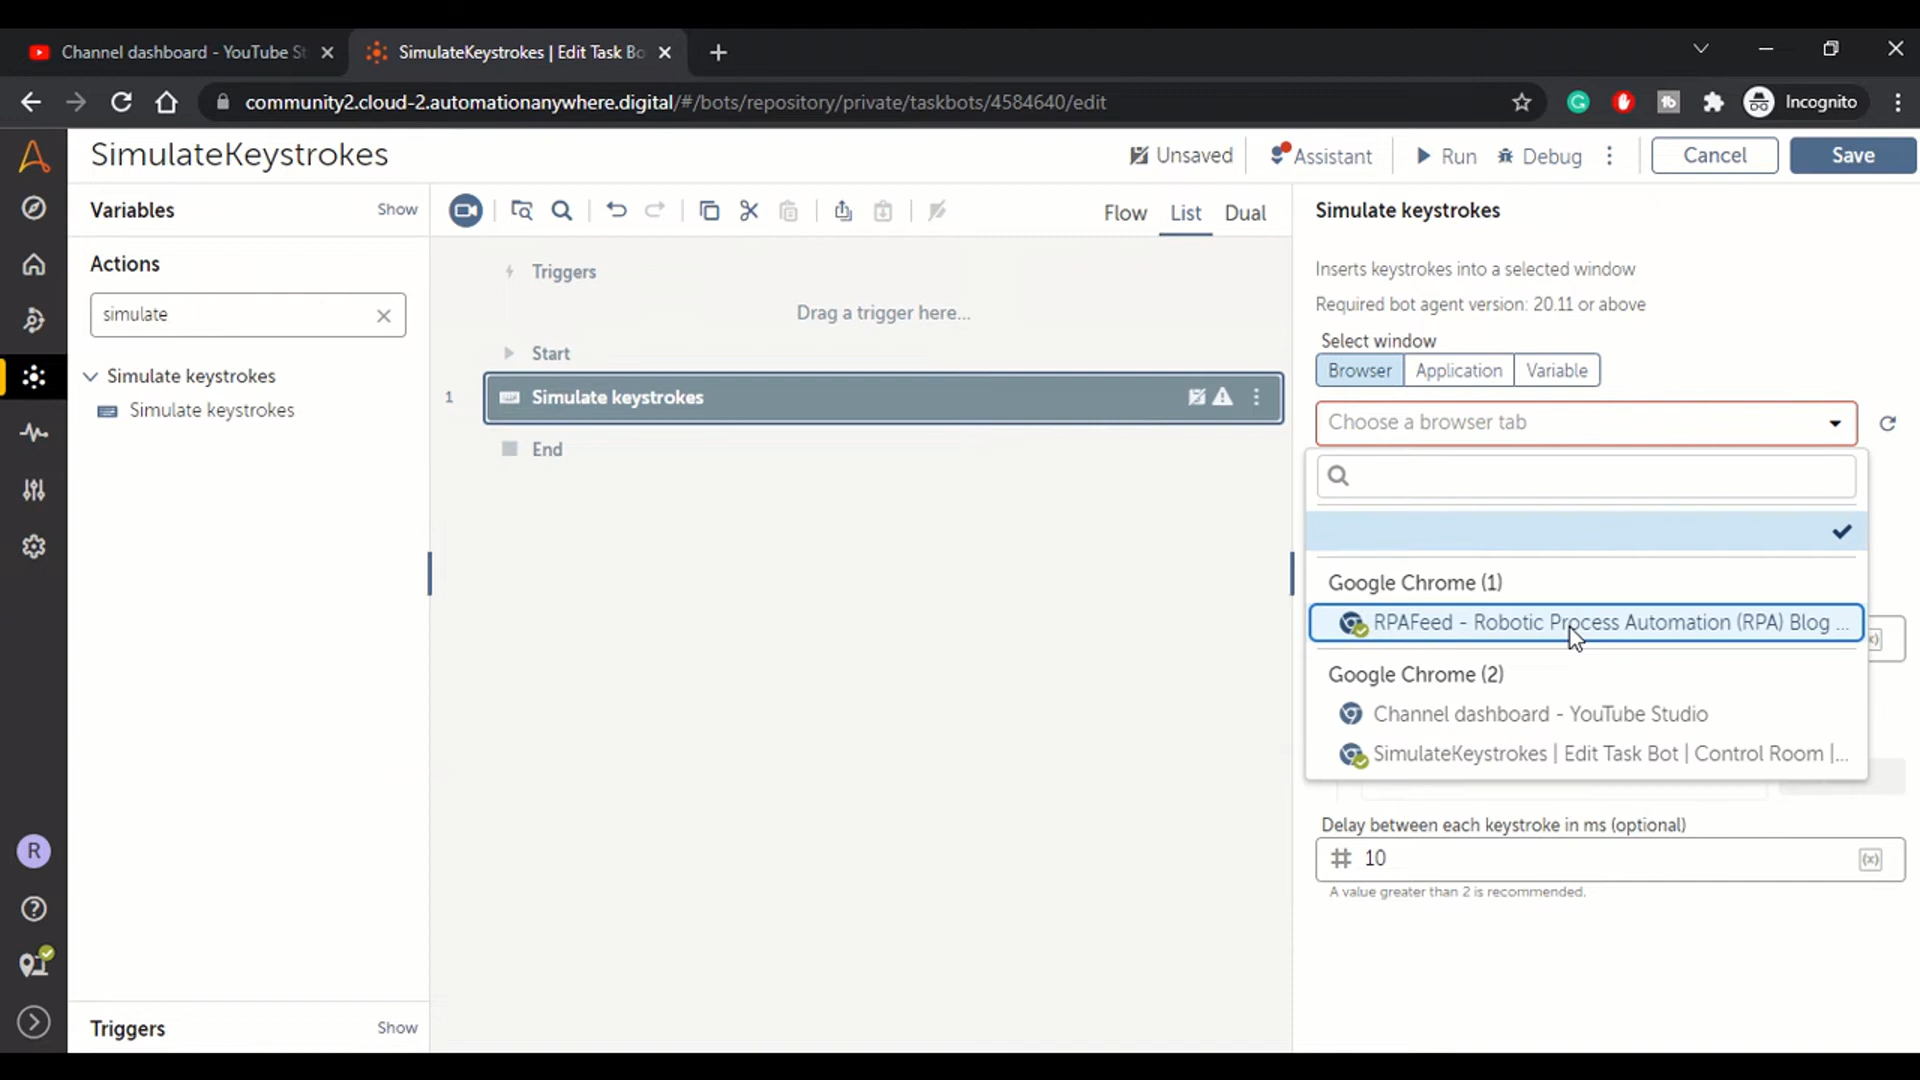 Channel dashboard - YouTube St
SimulateKeystrokes | Edit Task Bo
community2.cloud-2.automationanywhere.digital/#/bots/repository/private/taskbots/4584640/edit
Incognito
SimulateKeystrokes
Unsaved
Assistant
Run
Debug
Cancel
Save
Variables
Show
Flow
List
Dual
Simulate keystrokes
Actions
simulate
Simulate keystrokes
Simulate keystrokes
Triggers
Drag a trigger here...
Start
1
Simulate keystrokes
End
Inserts keystrokes into a selected window
Required bot agent version: 20.11 or above
Select window
Browser
Application
Variable
Choose a browser tab
Google Chrome (1)
RPAFeed - Robotic Process Automation (RPA) Blog ...
Google Chrome (2)
Channel dashboard - YouTube Studio
SimulateKeystrokes | Edit Task Bot | Control Room |...
Delay between each keystroke in ms (optional)
10
(x)
A value greater than 2 is recommended.
R
Triggers
Show